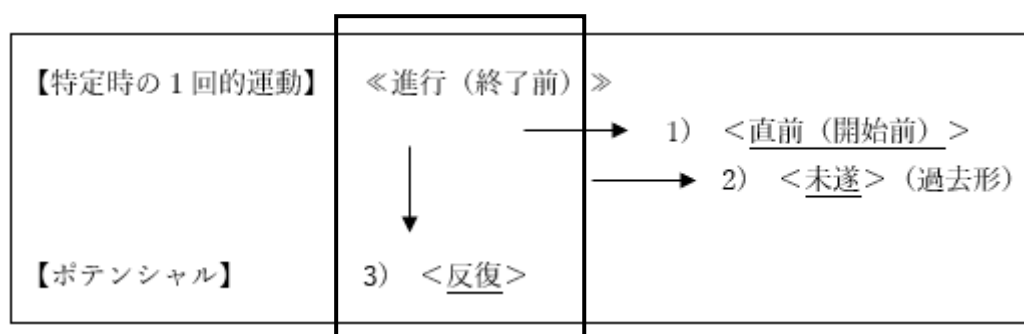 【特定時の1回的運動】 ≪進行（終了前）≫
1） ＜直前（開始前）＞
2） ＜未遂＞（過去形）
【ポテンシャル】 3） ＜反復＞